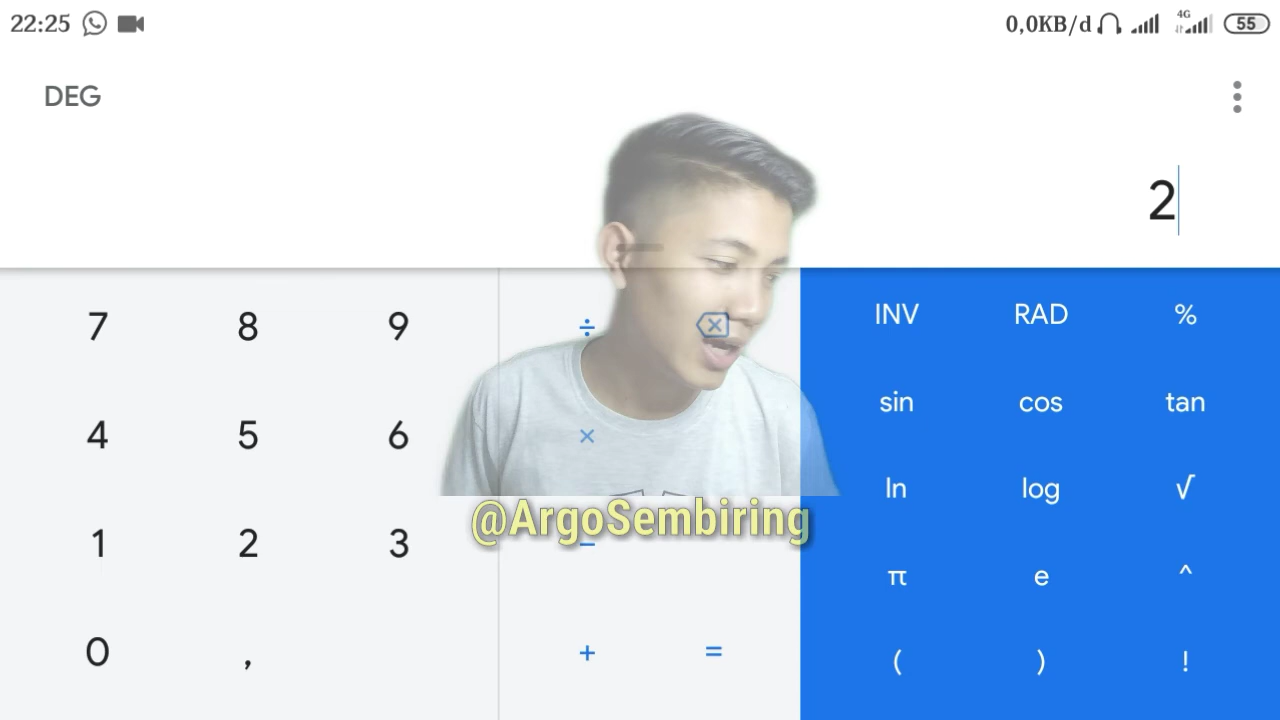 22:25 0,0KB/d 4G 55
DEG
2
7 8 9 ÷ INV RAD %
4 5 6 × sin cos tan
ln log √
@ArgoSembiring
1 2 3 − π e ^
0 , + = ( ) !